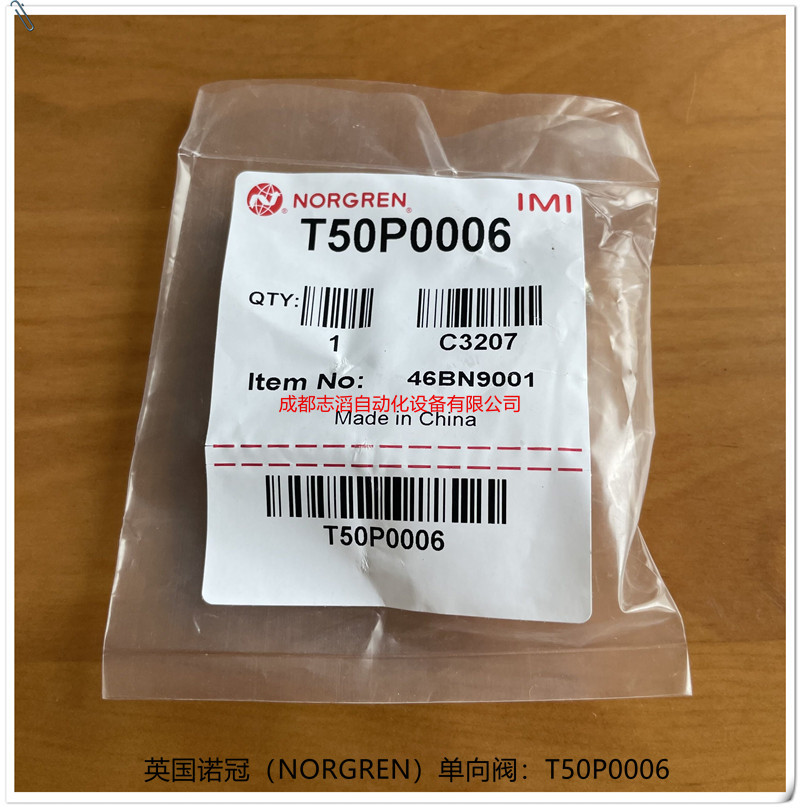 NORGREN® IMI
T50P0006
QTY:
1 C3207
Item No: 46BN9001
成都志滔自动化设备有限公司
Made in China
T50P0006
英国诺冠（NORGREN）单向阀：T50P0006